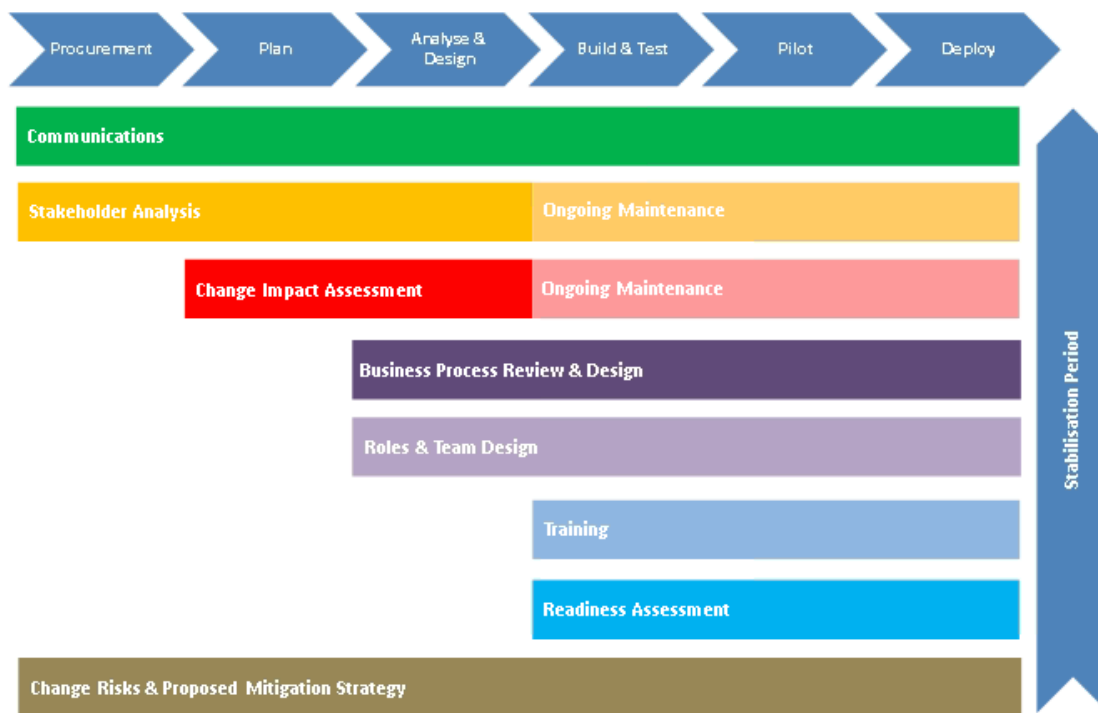 Procurement
Plan
Analyse &
Design
Build & Test
Pilot
Deploy
Communications
Stakeholder Analysis
Ongoing Maintenance
Change Impact Assessment
Ongoing Maintenance
Business Process Review & Design
Roles & Team Design
Training
Readiness Assessment
Change Risks & Proposed Mitigation Strategy
Stabilisation Period